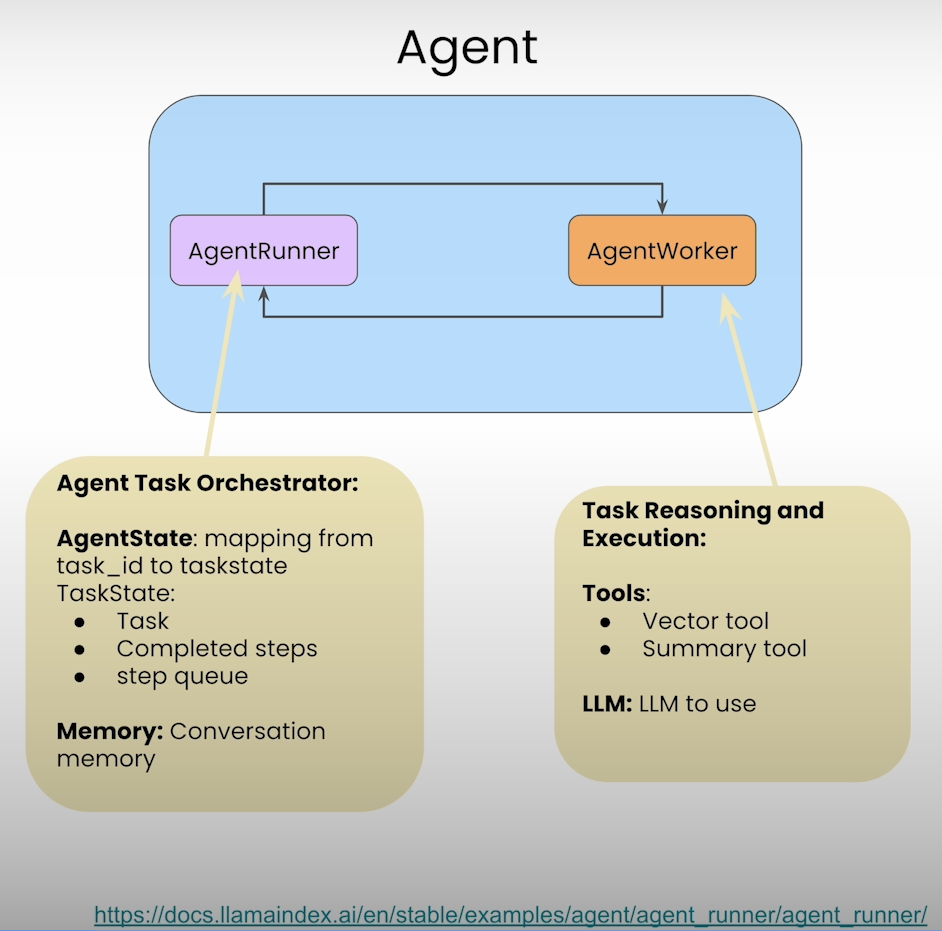 Agent
AgentRunner
AgentWorker
Agent Task Orchestrator:
AgentState: mapping from
task_id to taskstate
TaskState:
● Task
● Completed steps
● step queue
Memory: Conversation
memory
Task Reasoning and
Execution:
Tools:
● Vector tool
● Summary tool
LLM: LLM to use
https://docs.llamaindex.ai/en/stable/examples/agent/agent_runner/agent_runner/